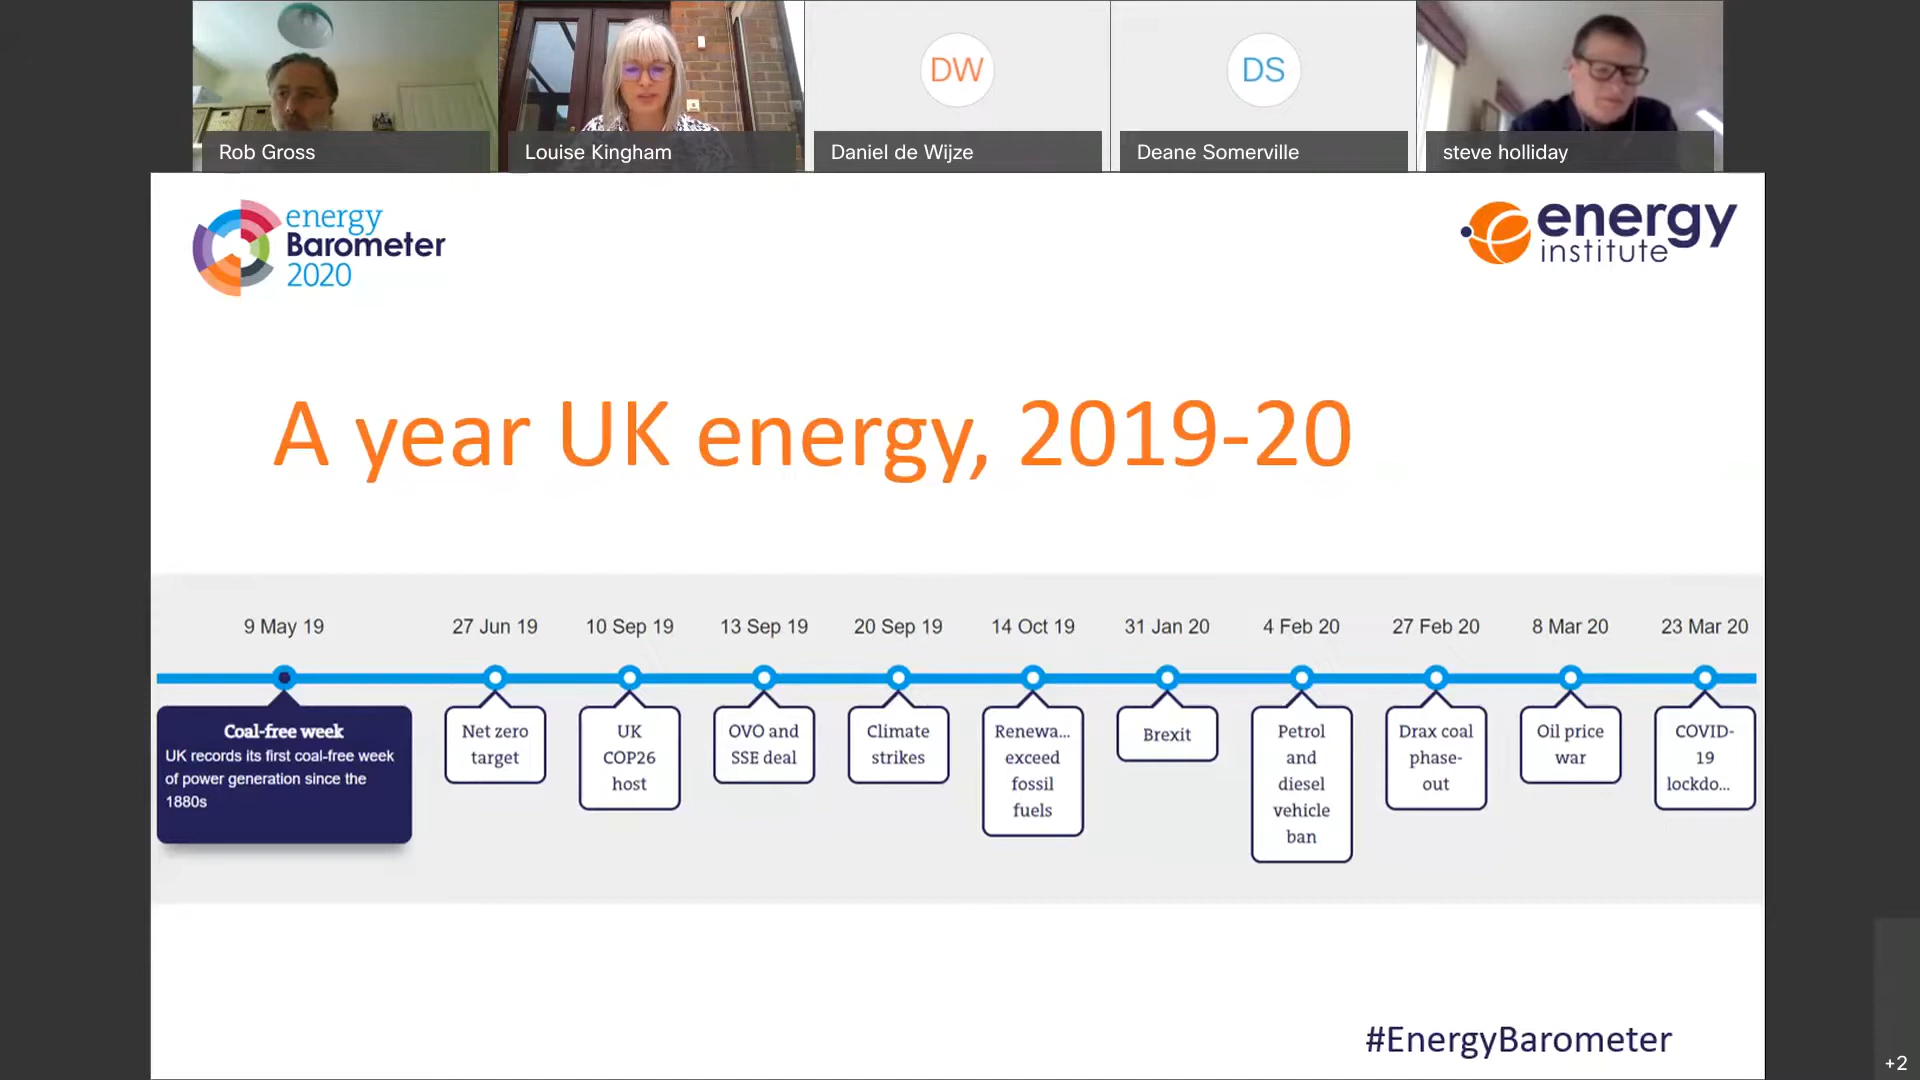 DW
DS
Rob Gross
Louise Kingham
Daniel de Wijze
Deane Somerville
steve holliday
energy
Barometer
2020
energy
institute
A year UK energy, 2019-20
9 May 19
27 Jun 19
10 Sep 19
13 Sep 19
20 Sep 19
14 Oct 19
31 Jan 20
4 Feb 20
27 Feb 20
8 Mar 20
23 Mar 20
Coal-free week
UK records its first coal-free week
of power generation since the
1880s
Net zero
target
UK
COP26
host
OVO and
SSE deal
Climate
strikes
Renewa...
exceed
fossil
fuels
Brexit
Petrol
and
diesel
vehicle
ban
Drax coal
phase-
out
Oil price
war
COVID-
19
lockdo...
#EnergyBarometer
+2